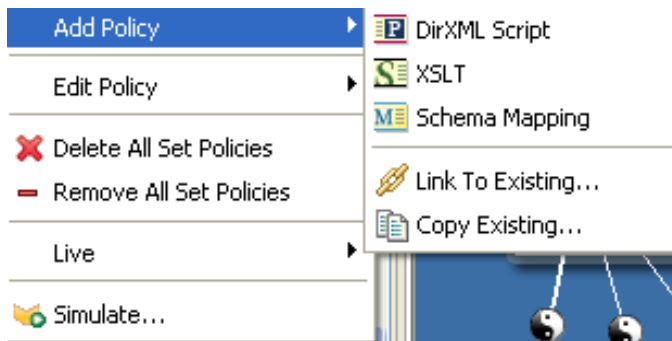 Add Policy
Edit Policy
Delete All Set Policies
Remove All Set Policies
Live
Simulate...
P DirXML Script
S XSLT
M Schema Mapping
Link To Existing...
Copy Existing...